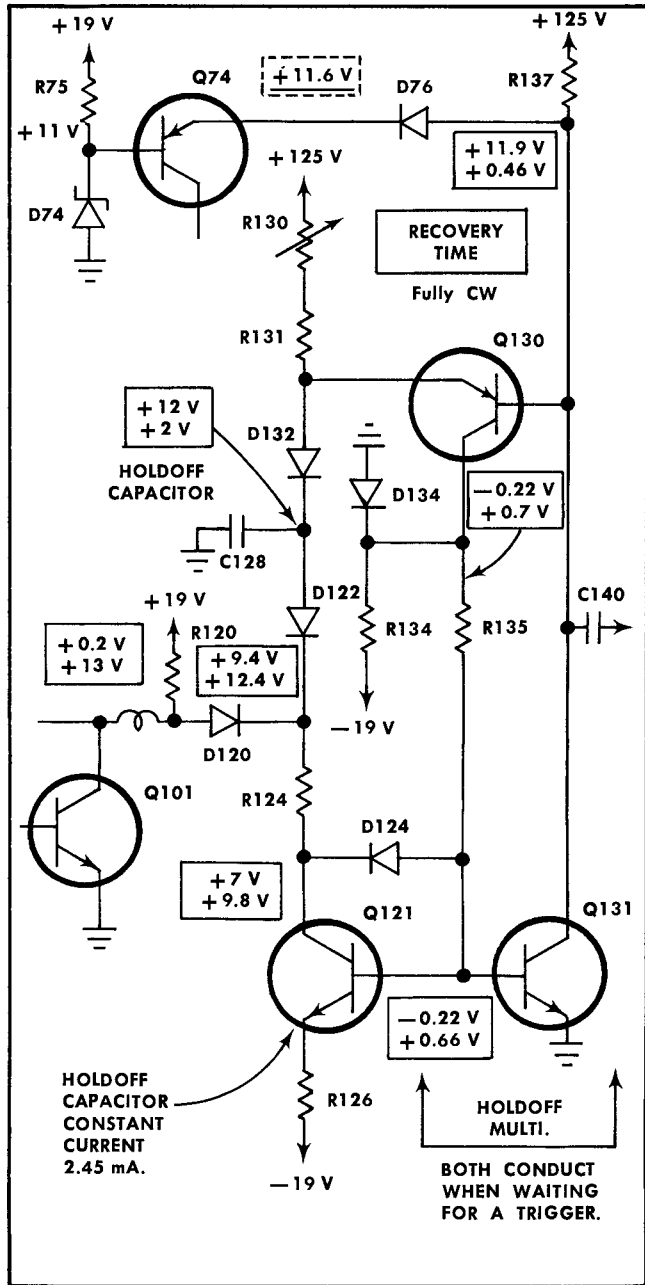 +19 V
+125 V
R75
Q74
+11.6 V
D76
R137
+11 V
+125 V
+11.9 V
+0.46 V
D74
R130
RECOVERY
TIME
Fully CW
R131
Q130
+12 V
+2 V
D132
HOLDOFF
CAPACITOR
D134
−0.22 V
+0.7 V
C128
D122
C140
+19 V
R120
R134
R135
+0.2 V
+13 V
+9.4 V
+12.4 V
−19 V
D120
Q101
R124
D124
+7 V
+9.8 V
Q121
Q131
−0.22 V
+0.66 V
HOLDOFF
CAPACITOR
CONSTANT
CURRENT
2.45 mA.
R126
HOLDOFF
MULTI.
−19 V
BOTH CONDUCT
WHEN WAITING
FOR A TRIGGER.